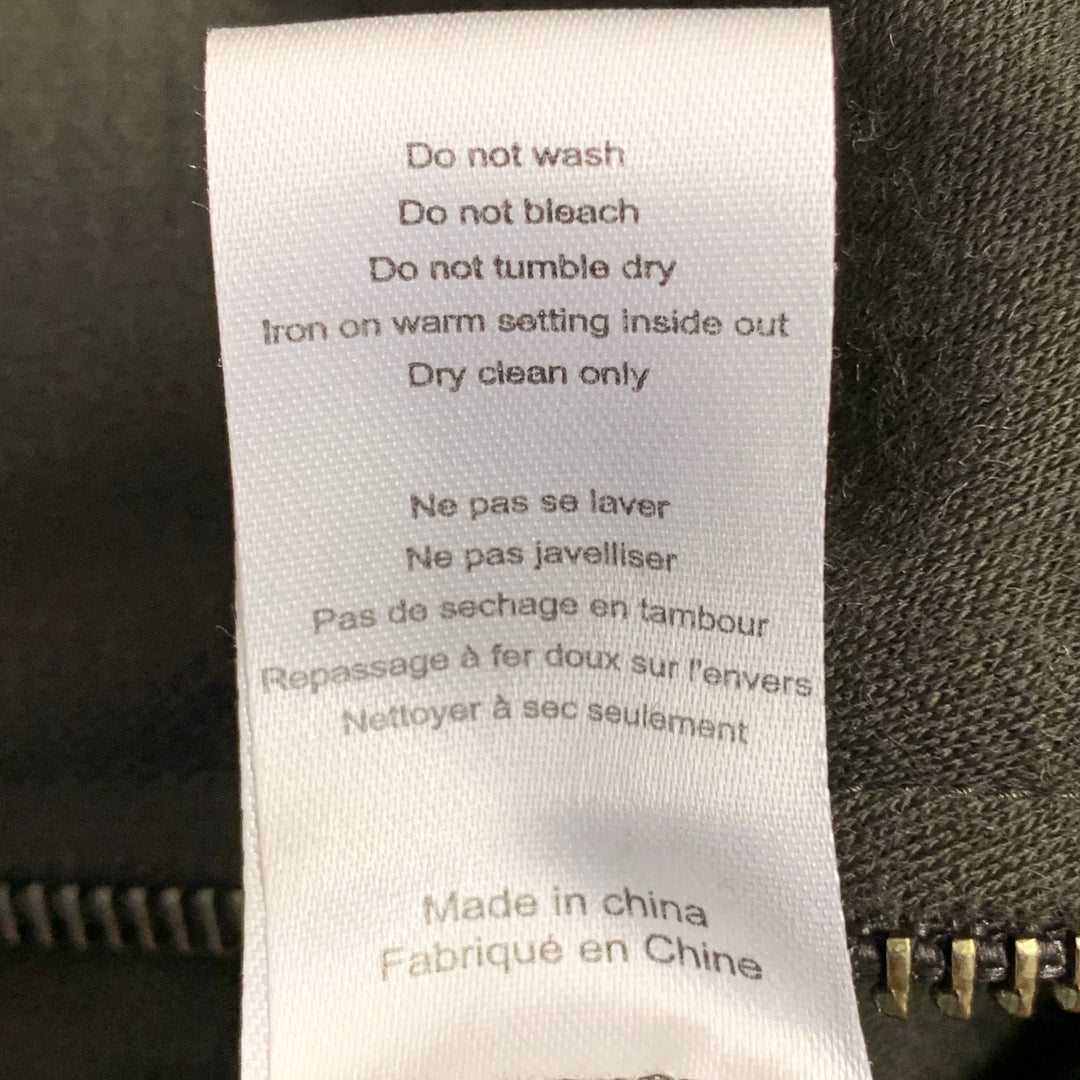 Do not wash
Do not bleach
Do not tumble dry
Iron on warm setting inside out
Dry clean only
Ne pas se laver
Ne pas javelliser
Pas de sechage en tambour
Repassage à fer doux sur l'envers
Nettoyer à sec seulement
Made in china
Fabriqué en Chine